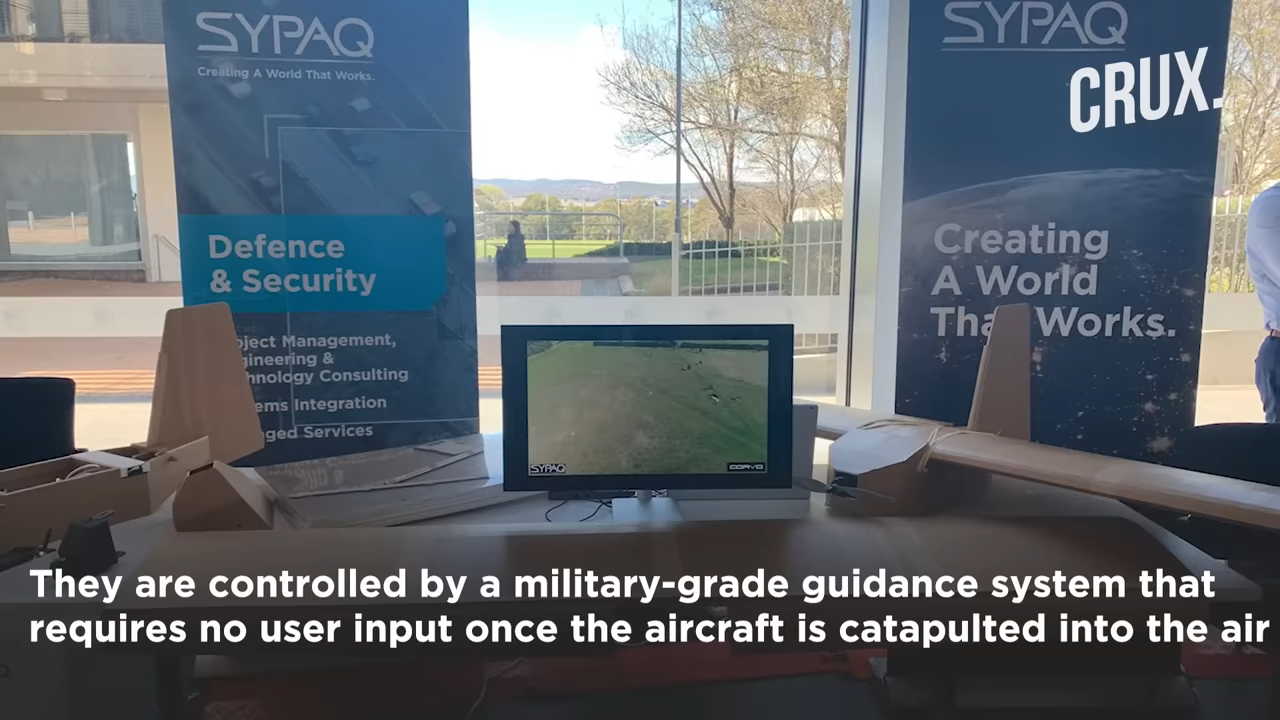 SYPAQ
Creating A World That Works.
Defence
& Security
oject Management,
gineering &
hnology Consulting
ems Integration
ged Services
SYPAQ
CRUX.
Creating
A World
Tha Works.
SYPAQ
CORVO
They are controlled by a military-grade guidance system that
requires no user input once the aircraft is catapulted into the air